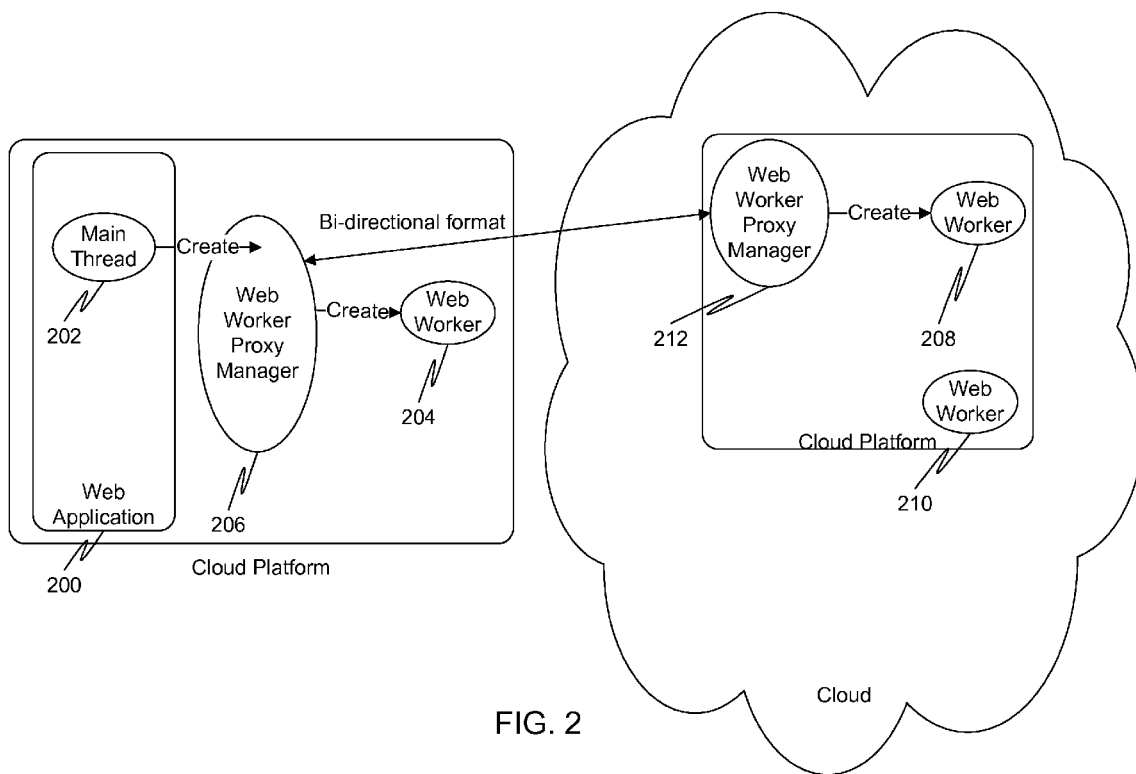 Main
Thread
202
Create
Web
Worker
Proxy
Manager
206
Create
Web
Worker
204
Web
Application
200
Cloud Platform
Bi-directional format
Web
Worker
Proxy
Manager
212
Create
Web
Worker
208
Web
Worker
210
Cloud Platform
Cloud
FIG. 2